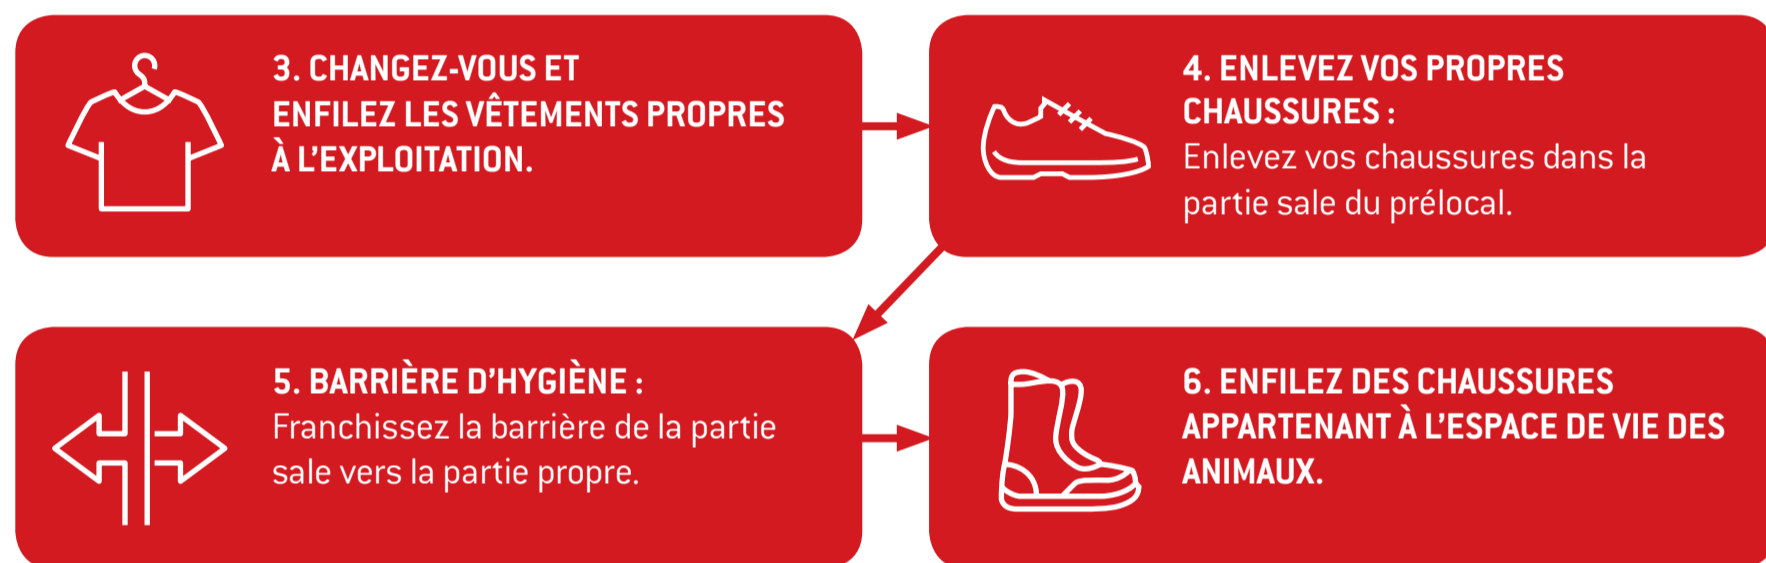 3. CHANGEZ-VOUS ET
ENFILEZ LES VÊTEMENTS PROPRES
À L'EXPLOITATION.
4. ENLEVEZ VOS PROPRES
CHAUSSURES :
Enlevez vos chaussures dans la
partie sale du prélocal.
5. BARRIÈRE D'HYGIÈNE :
Franchissez la barrière de la partie
sale vers la partie propre.
6. ENFILEZ DES CHAUSSURES
APPARTENANT À L'ESPACE DE VIE DES
ANIMAUX.